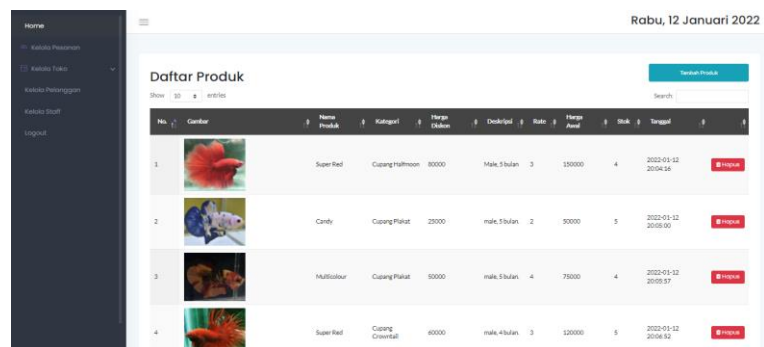 Home
Rabu, 12 Januari 2022
Kelola Pesanan
Kelola Toko
Kelola Pelanggan
Kelola Staff
Logout
Daftar Produk
Tambah Produk
Show 10 entries
Search:
No. Gambar Nama Produk Kategori Harga Diskon Deskripsi Rate Harga Awal Stok Tanggal
1 Super Red Cupang Halfmoon 80000 Male, 5 bulan 3 150000 4 2022-01-12 20:04:16 Hapus
2 Candy Cupang Plakat 25000 male, 5 bulan. 2 50000 5 2022-01-12 20:05:00 Hapus
3 Multicolour Cupang Plakat 50000 male, 5 bulan. 4 75000 4 2022-01-12 20:05:57 Hapus
4 Super Red Cupang Crowntail 60000 male, 4 bulan. 3 120000 5 2022-01-12 20:06:52 Hapus